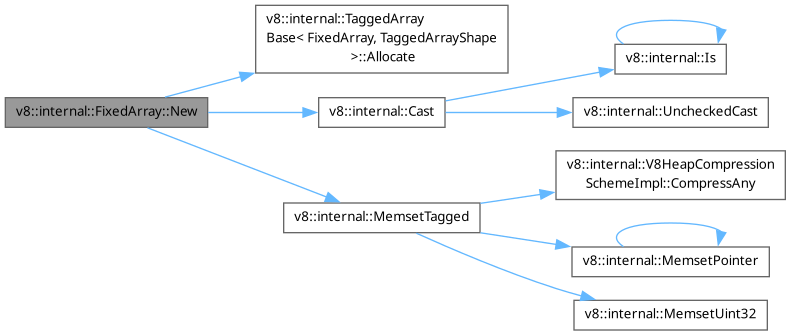 v8::internal::TaggedArray
Base< FixedArray, TaggedArrayShape
>::Allocate
v8::internal::Is
v8::internal::FixedArray::New
v8::internal::Cast
v8::internal::UncheckedCast
v8::internal::V8HeapCompression
SchemeImpl::CompressAny
v8::internal::MemsetTagged
v8::internal::MemsetPointer
v8::internal::MemsetUint32